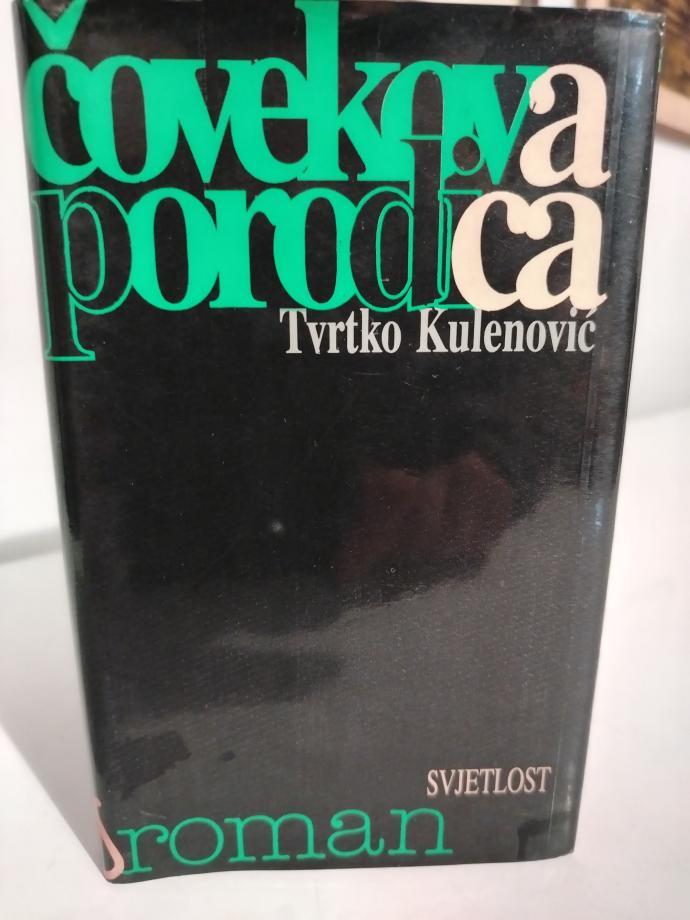 čovekova
porodica
Tvrtko Kulenović
SVJETLOST
roman